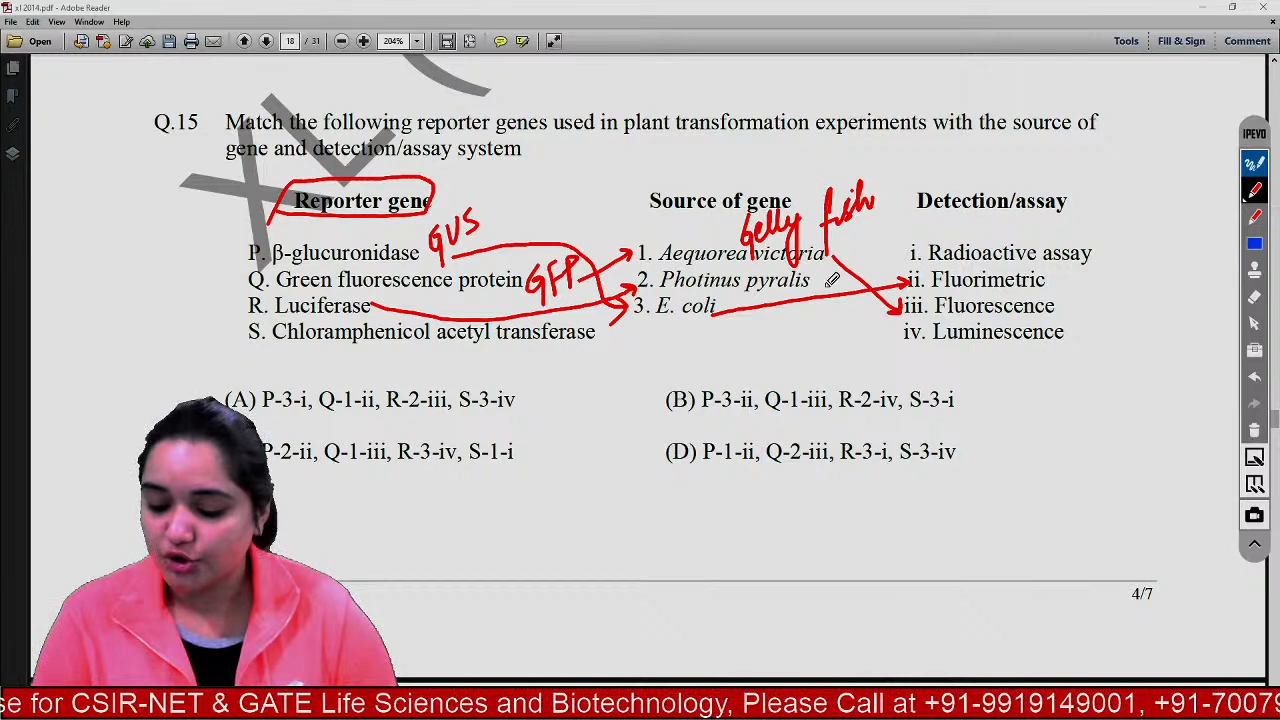 xl 2014.pdf - Adobe Reader
File Edit View Window Help
Open 18 / 31 204% Tools Fill & Sign Comment
XL (
Q.15 Match the following reporter genes used in plant transformation experiments with the source of
gene and detection/assay system
Reporter gene Source of gene Detection/assay
GUS Gelly fish
P. β-glucuronidase 1. Aequorea victoria i. Radioactive assay
Q. Green fluorescence protein GFP 2. Photinus pyralis ii. Fluorimetric
R. Luciferase 3. E. coli iii. Fluorescence
S. Chloramphenicol acetyl transferase iv. Luminescence
(A) P-3-i, Q-1-ii, R-2-iii, S-3-iv (B) P-3-ii, Q-1-iii, R-2-iv, S-3-i
P-2-ii, Q-1-iii, R-3-iv, S-1-i (D) P-1-ii, Q-2-iii, R-3-i, S-3-iv
4/7
IPEVO
se for CSIR-NET & GATE Life Sciences and Biotechnology, Please Call at +91-9919149001, +91-70079